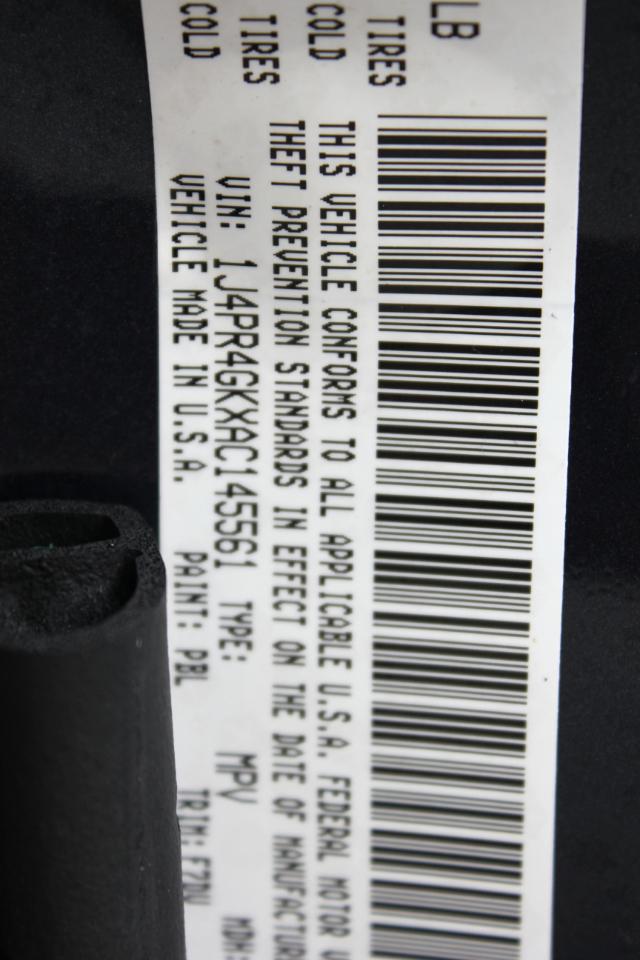 LB
TIRES
COLD
TIRES
COLD
THIS VEHICLE CONFORMS TO ALL APPLICABLE U.S.A. FEDERAL MOTOR V
THEFT PREVENTION STANDARDS IN EFFECT ON THE DATE OF MANUFACTUR
VIN: 1J4PR4GKXAC145561 TYPE: MPV MDH:
VEHICLE MADE IN U.S.A. PAINT: PBL TRIM: